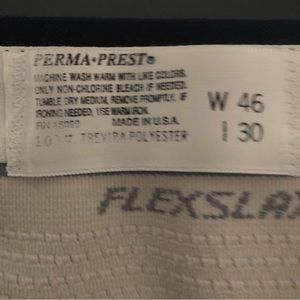 PERMA•PREST®
MACHINE WASH WARM WITH LIKE COLORS.
ONLY NON-CHLORINE BLEACH IF NEEDED.
TUMBLE DRY MEDIUM, REMOVE PROMPTLY. IF
IRONING NEEDED, USE WARM IRON.
MADE IN U.S.A.
TREVIRA POLYESTER
W 46
30
FLEXSLA